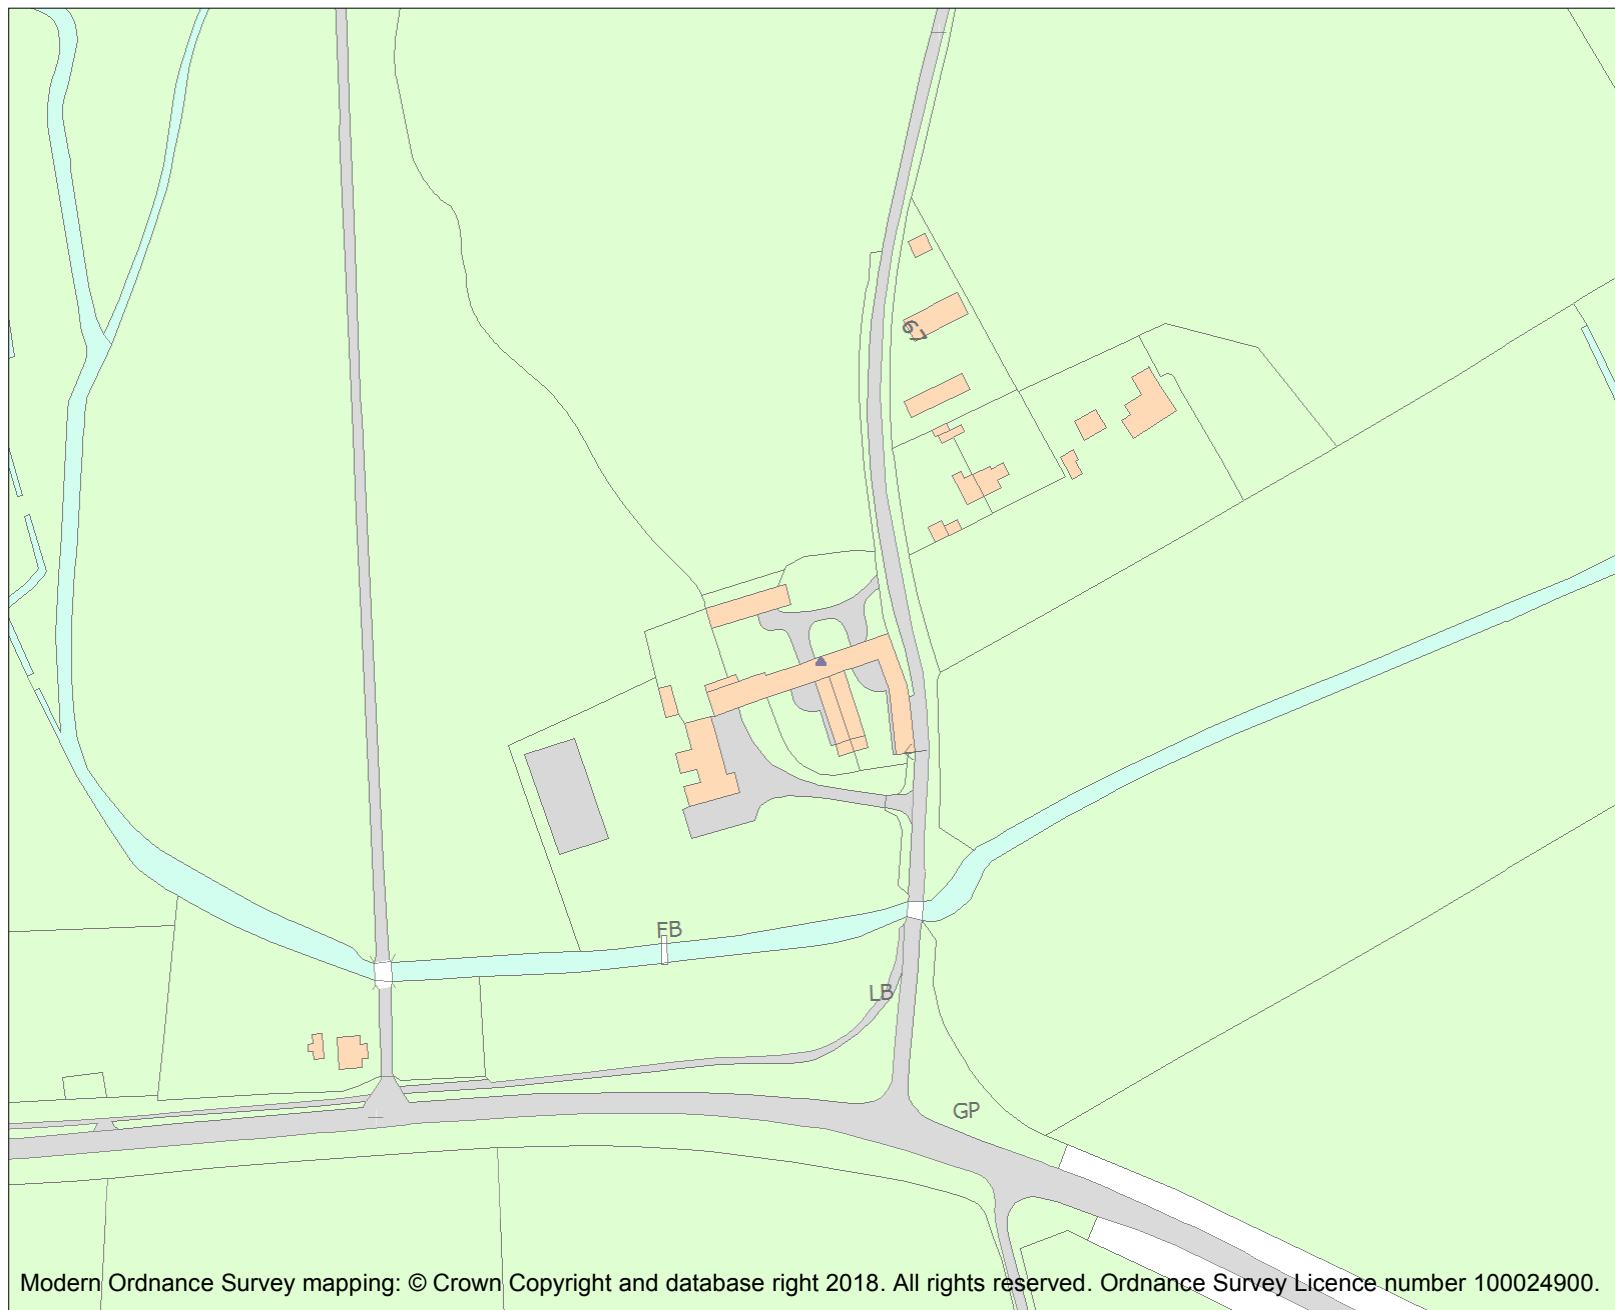 67
FB
LB
GP
Modern Ordnance Survey mapping: © Crown Copyright and database right 2018. All rights reserved. Ordnance Survey Licence number 100024900.